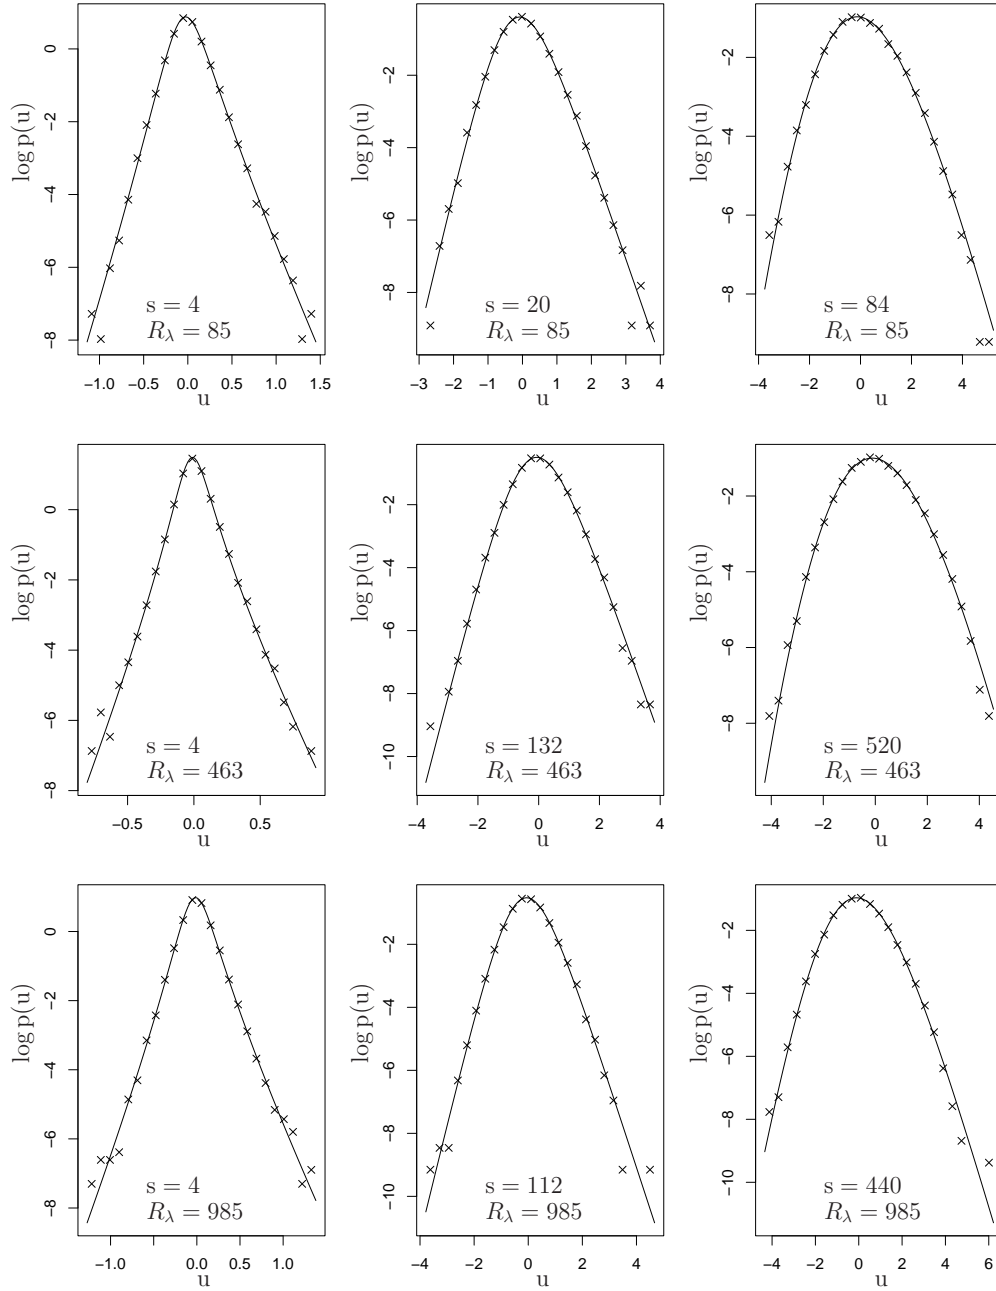 log p(u)
0
−2
−4
−6
−8
s = 4
R_λ = 85
−1.0 −0.5 0.0 0.5 1.0 1.5
u
log p(u)
−2
−4
−6
−8
s = 20
R_λ = 85
−3 −2 −1 0 1 2 3 4
u
log p(u)
−2
−4
−6
−8
s = 84
R_λ = 85
−4 −2 0 2 4
u
log p(u)
0
−2
−4
−6
−8
s = 4
R_λ = 463
−0.5 0.0 0.5
u
log p(u)
−2
−4
−6
−8
−10
s = 132
R_λ = 463
−4 −2 0 2 4
u
log p(u)
−2
−4
−6
−8
s = 520
R_λ = 463
−4 −2 0 2 4
u
log p(u)
0
−2
−4
−6
−8
s = 4
R_λ = 985
−1.0 0.0 0.5 1.0
u
log p(u)
−2
−4
−6
−8
−10
s = 112
R_λ = 985
−4 −2 0 2 4
u
log p(u)
−2
−4
−6
−8
−10
s = 440
R_λ = 985
−4 −2 0 2 4 6
u